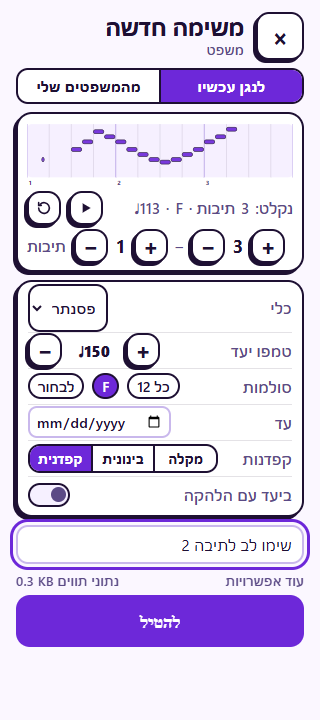 משימה חדשה
משפט
×
לנגן עכשיו
מהמשפטים שלי
1 2 3
נקלט: 3 תיבות · F · ♩113
תיבות − 1 + – − 3 +
כלי
פסנתר
טמפו יעד
− ♩150 +
סולמות
כל 12
F
לבחור
עד
mm/dd/yyyy
קפדנות
מקלה
בינונית
קפדנית
ביעד עם הלהקה
שימו לב לתיבה 2
עוד אפשרויות
נתוני תווים 0.3 KB
להטיל